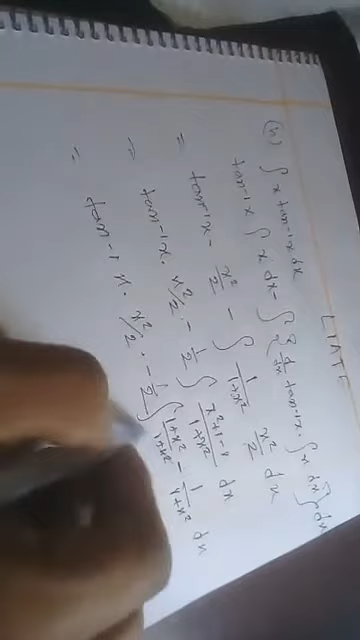 LIATE
(h) ∫ x tan-1x dx
tan-1x ∫ x dx - ∫ { d/dx tan-1x. ∫ x dx } dx
= tan-1x - x²/2 - ∫ 1/1+x² x²/2 dx
= tan-1x. x²/2 - 1/2 ∫ x²+1-1/1+x² dx
= tan-1x. x²/2 . - 1/2 ∫ 1+x²/1+x² - 1/1+x² dx